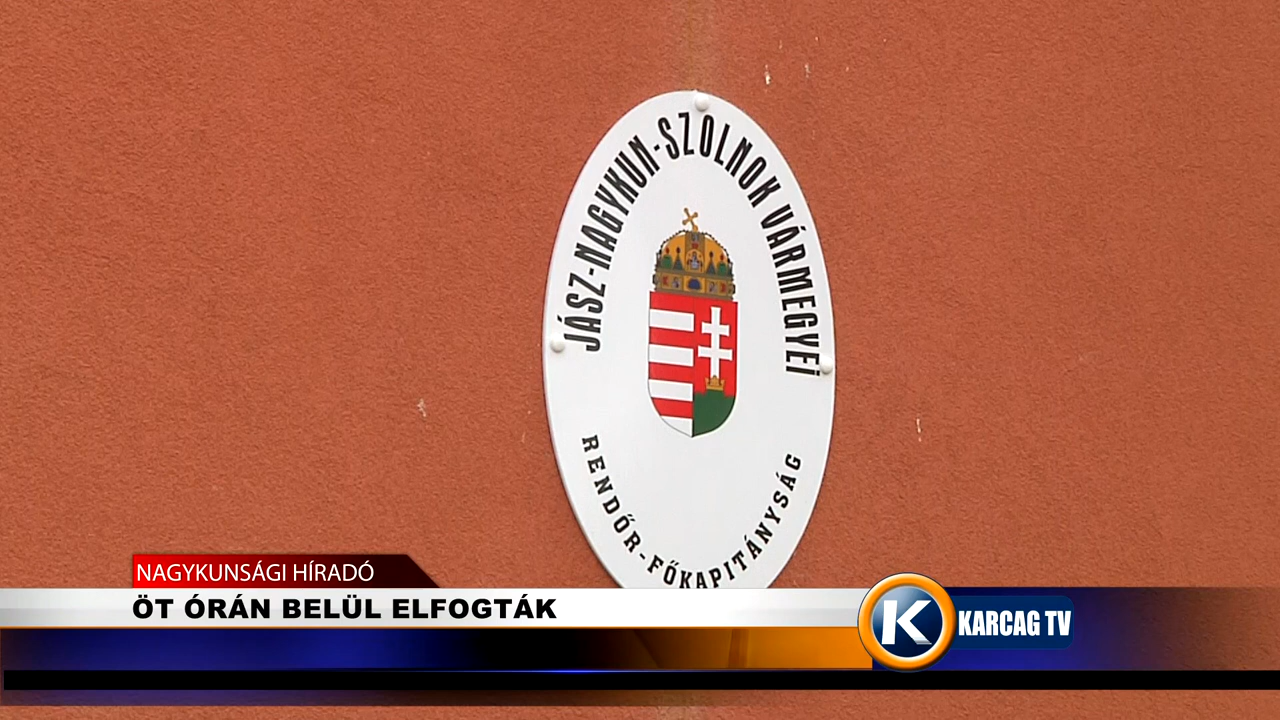 JÁSZ-NAGYKUN-SZOLNOK VÁRMEGYEI
RENDŐR-FŐKAPITÁNYSÁG
NAGYKUNSÁGI HÍRADÓ
ÖT ÓRÁN BELÜL ELFOGTÁK
K KARCAG TV